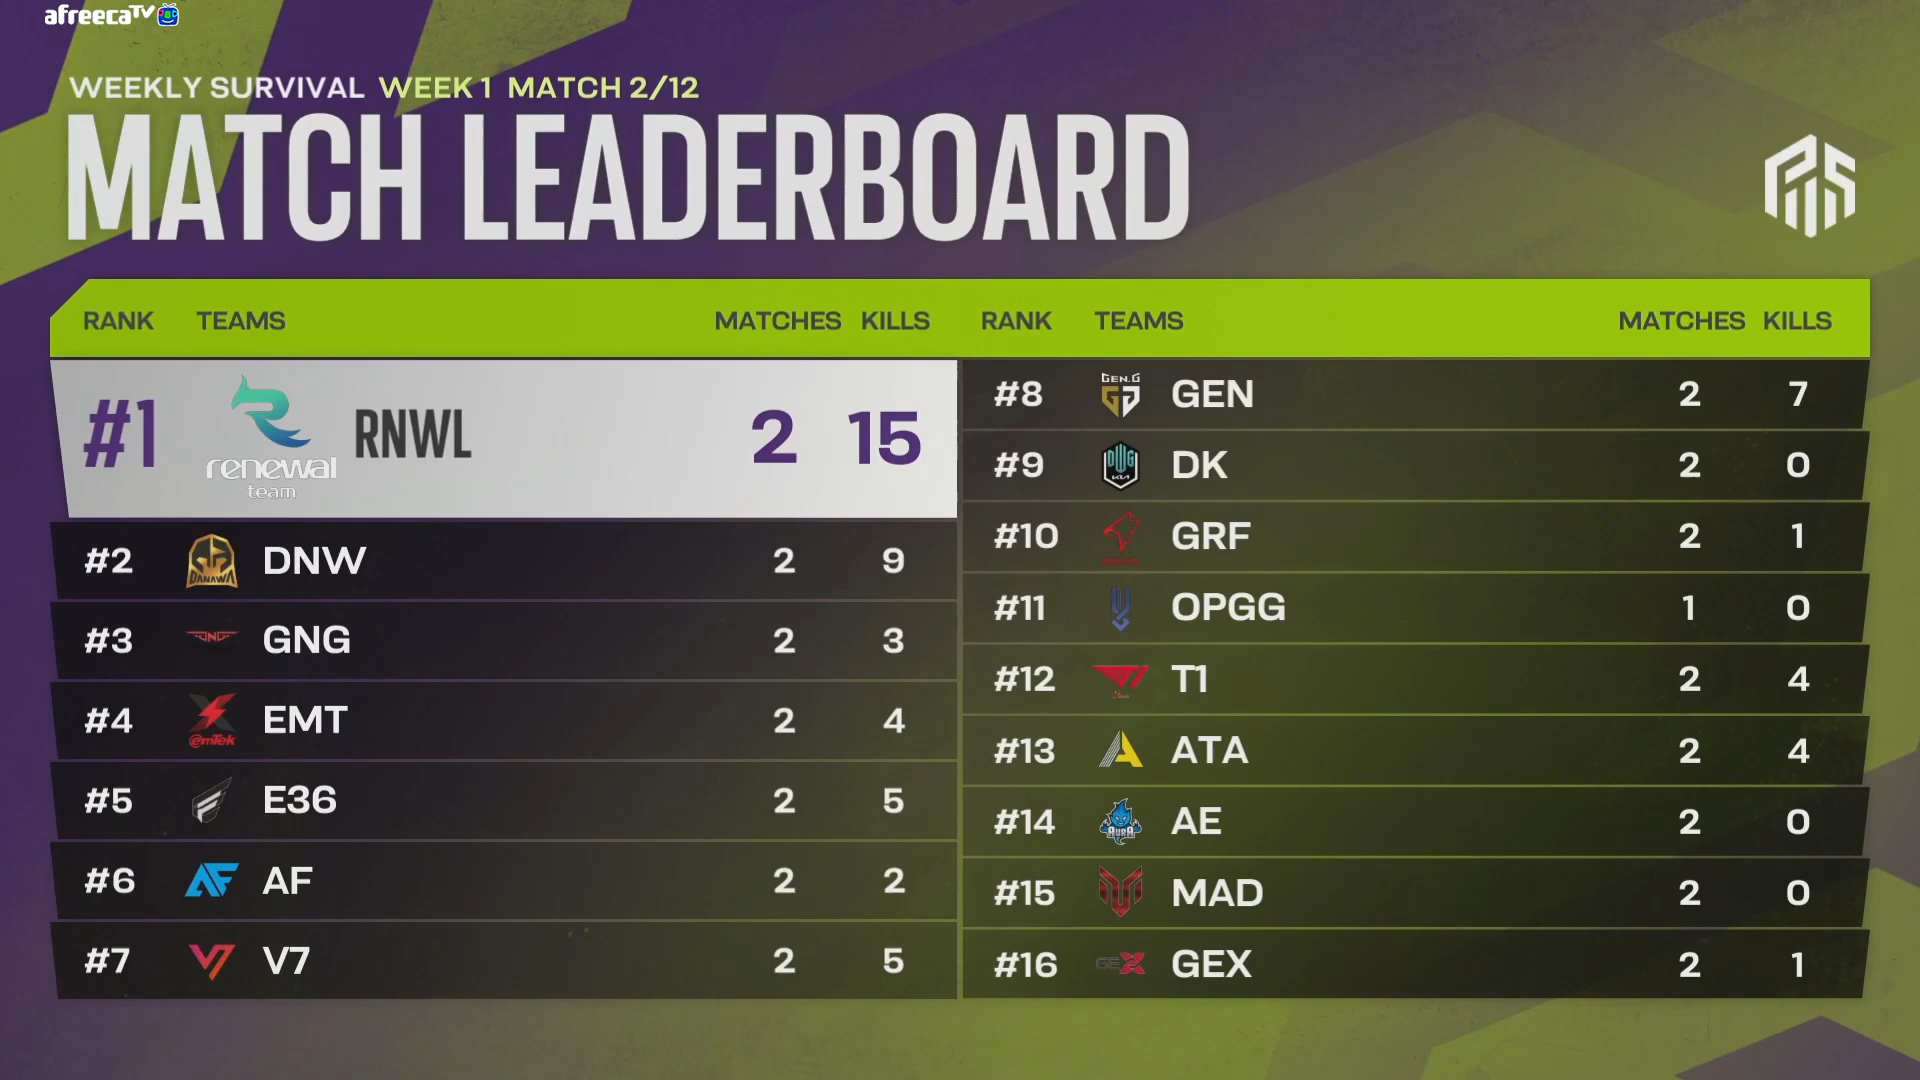 afreecaTV
WEEKLY SURVIVAL WEEK 1 MATCH 2/12
MATCH LEADERBOARD
RANK TEAMS MATCHES KILLS
#1 renewal team RNWL 2 15
#2 DANAWA DNW 2 9
#3 GNG 2 3
#4 emTek EMT 2 4
#5 E36 2 5
#6 AF 2 2
#7 V7 2 5
RANK TEAMS MATCHES KILLS
#8 GEN.G GEN 2 7
#9 DWG KIA DK 2 0
#10 GRF 2 1
#11 OPGG 1 0
#12 T1 2 4
#13 ATA 2 4
#14 AURA AE 2 0
#15 MAD 2 0
#16 GEX GEX 2 1